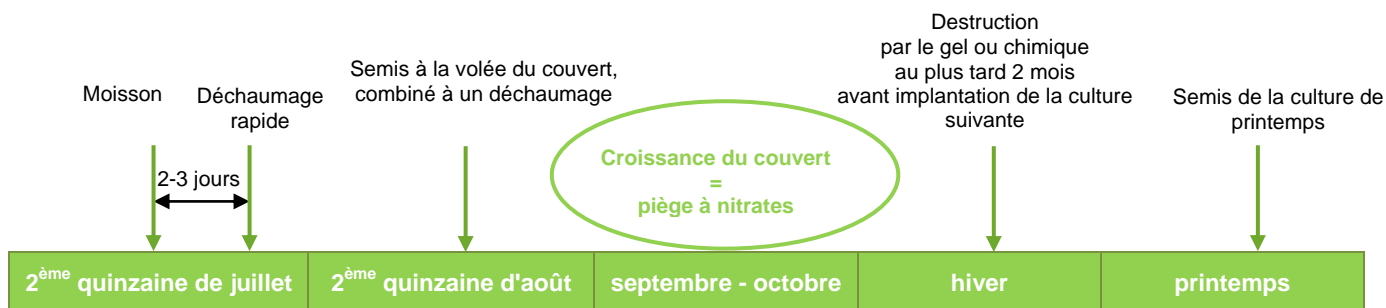 Moisson
Déchaumage
rapide
2-3 jours
Semis à la volée du couvert,
combiné à un déchaumage
Croissance du couvert
=
piège à nitrates
Destruction
par le gel ou chimique
au plus tard 2 mois
avant implantation de la culture
suivante
Semis de la culture de
printemps
2ème quinzaine de juillet
2ème quinzaine d'août
septembre - octobre
hiver
printemps